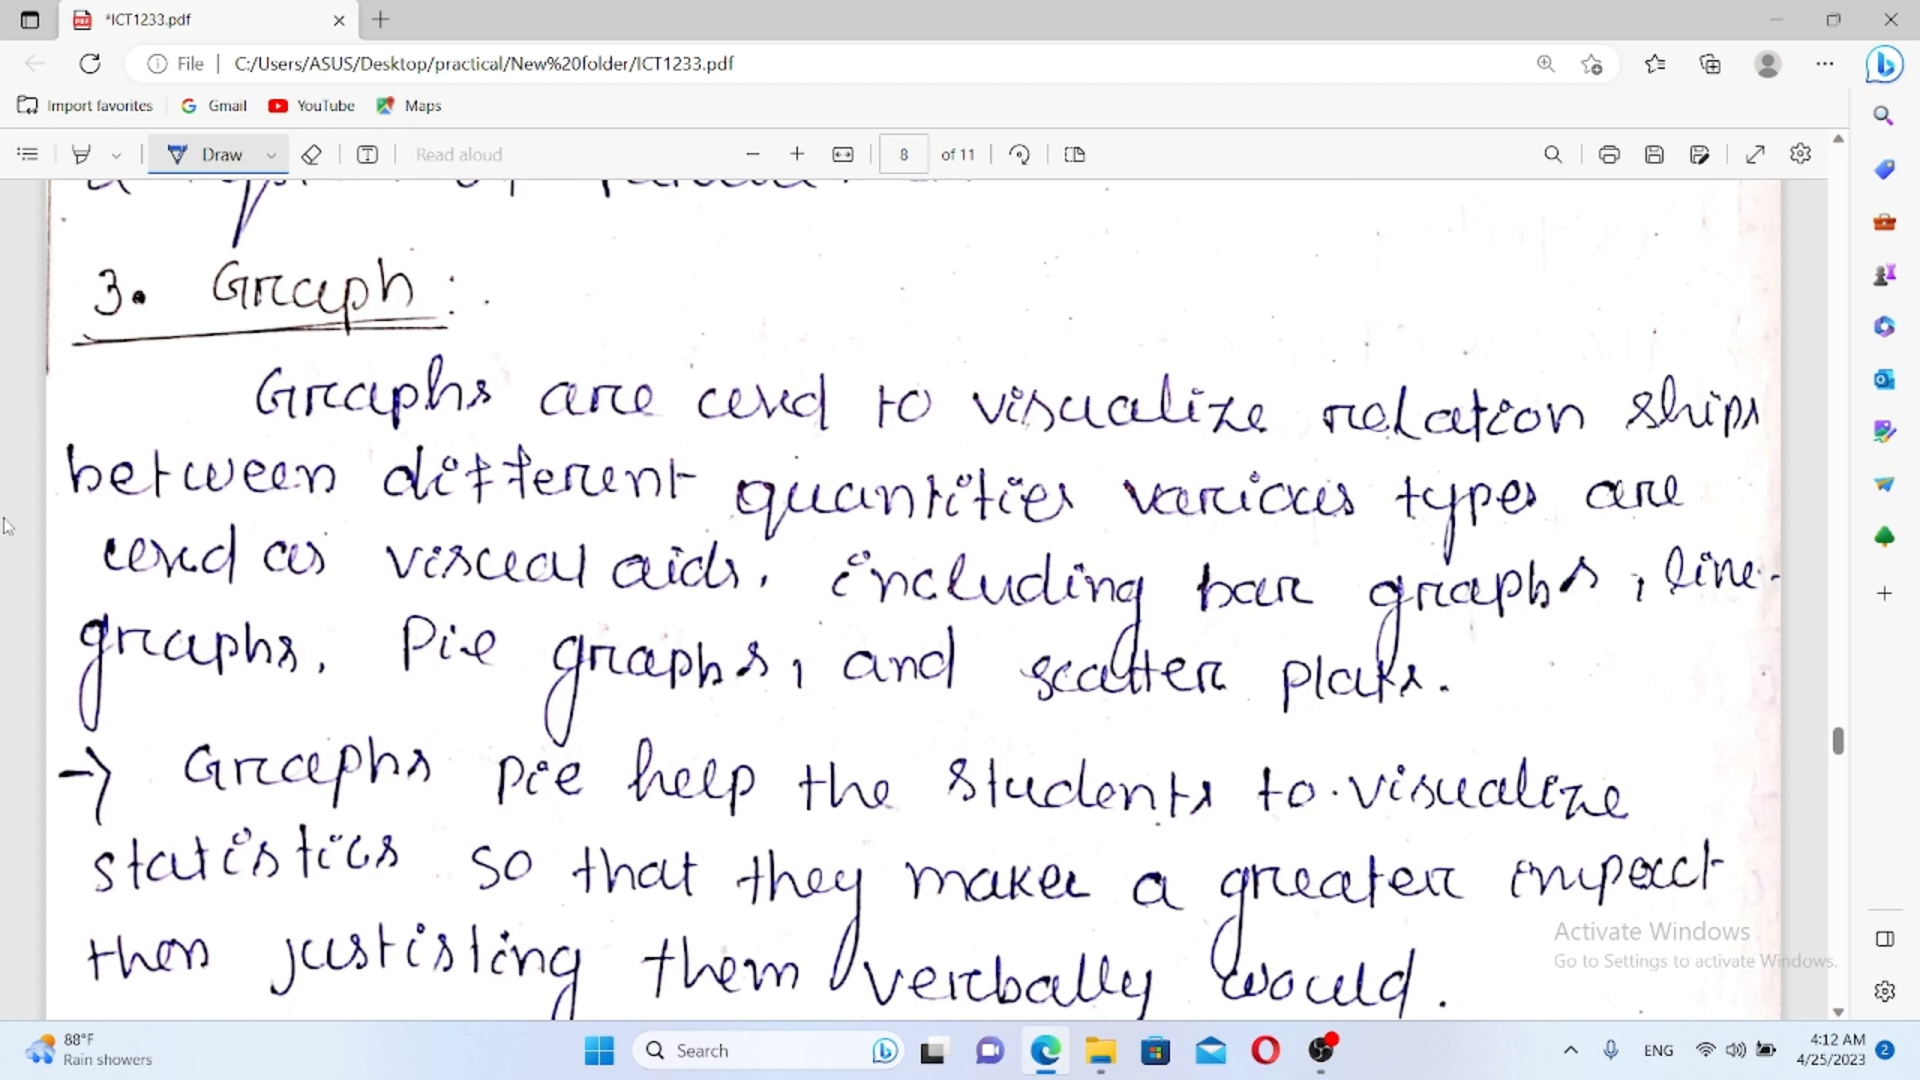 *ICT1233.pdf
File
C:/Users/ASUS/Desktop/practical/New%20folder/ICT1233.pdf
Import favorites Gmail YouTube Maps
Draw Read aloud 8 of 11
3. Graph :
Graphs are used to visualize relation ships
between different quantities various types are
used as visual aids. including bar graphs, line-
graphs. Pie graphs, and scatter plots.
→ Graphs pie help the students to visualize
statistics so that they makes a greater impact
then justisting them verbally would.
Activate Windows
Go to Settings to activate Windows.
88°F
Rain showers
Search
ENG
4:12 AM
4/25/2023
2